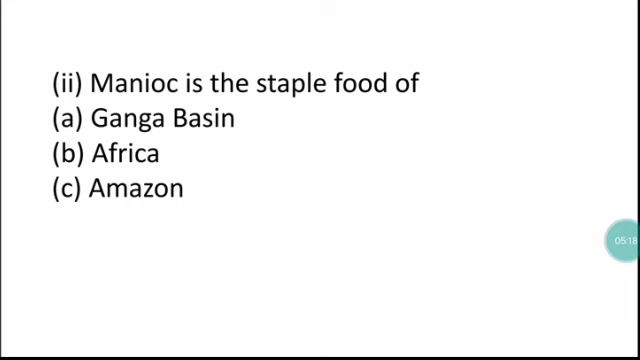 (ii) Manioc is the staple food of
(a) Ganga Basin
(b) Africa
(c) Amazon
05:18